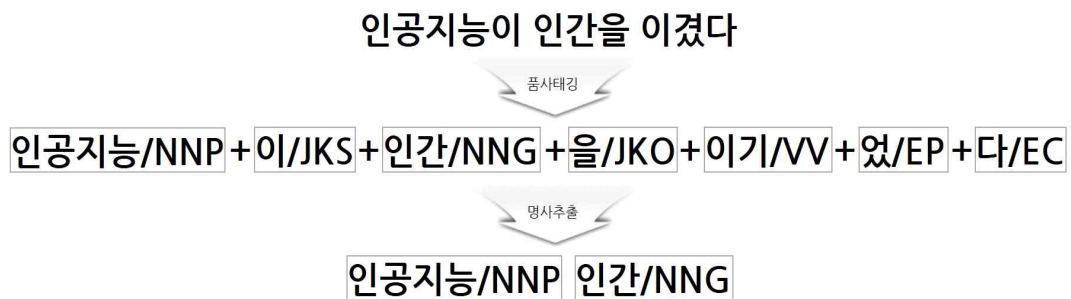 인공지능이 인간을 이겼다
품사태깅
인공지능/NNP+이/JKS+인간/NNG+을/JKO+이기/VV+었/EP+다/EC
명사추출
인공지능/NNP 인간/NNG